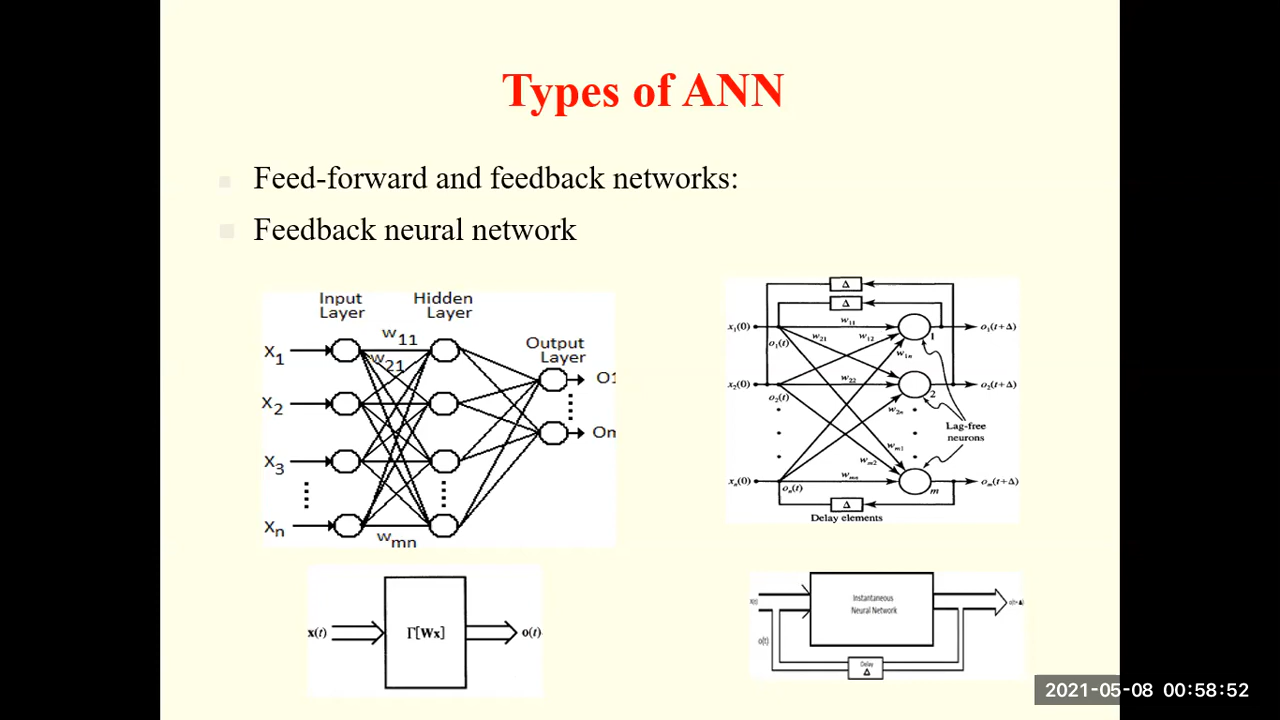 Types of ANN
Feed-forward and feedback networks:
Feedback neural network
Input Layer
Hidden Layer
Output Layer
X1
X2
X3
Xn
w11
w21
wmn
O1
Om
Δ
Δ
x1(0)
w11
1
o1(t+Δ)
o1(t)
w21
w12
w1n
x2(0)
w22
2
o2(t+Δ)
o2(t)
w2n
Lag-free
neurons
wm1
wm2
xn(0)
wmn
m
om(t+Δ)
on(t)
Δ
Delay elements
x(t)
Γ[Wx]
o(t)
Instantaneous
Neural Network
o(t)
Delay
Δ
2021-05-08 00:58:52